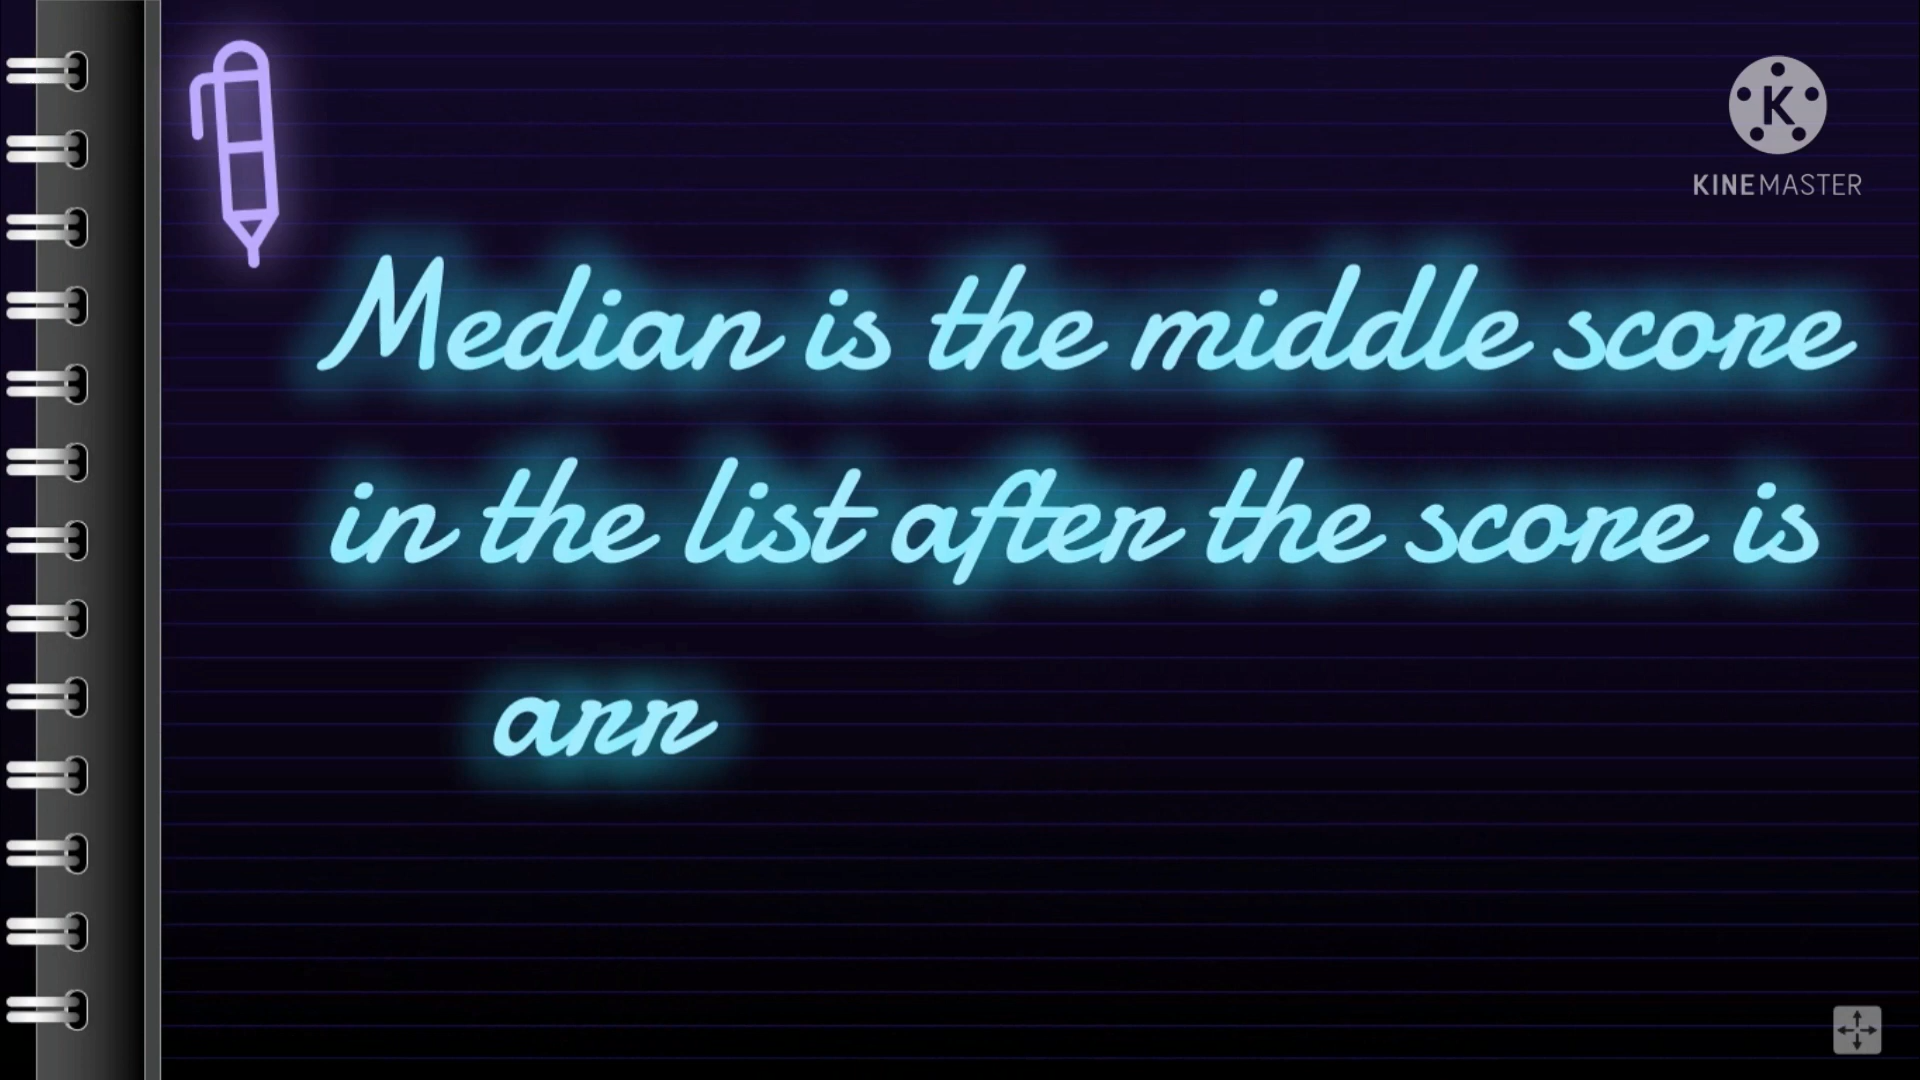 KINEMASTER
Median is the middle score
in the list after the score is
arr